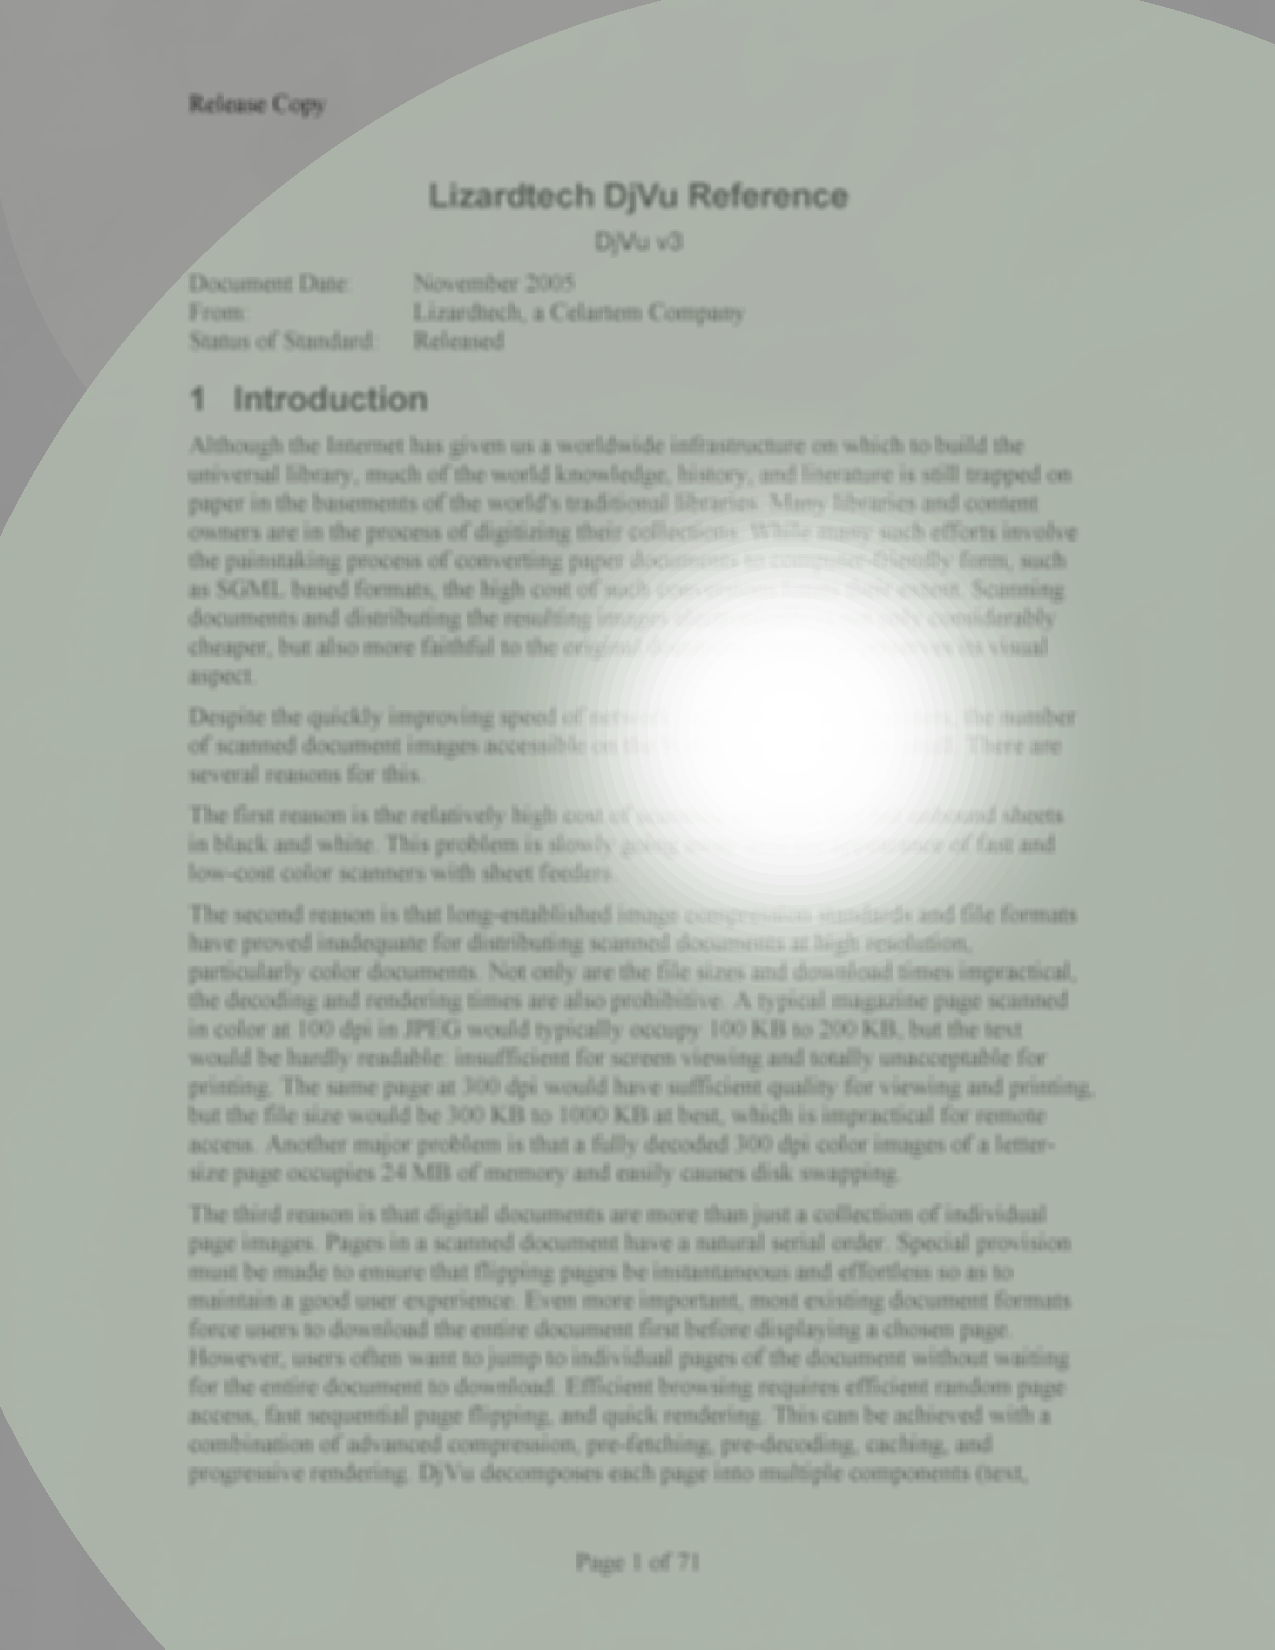 Release Copy
Lizardtech DjVu Reference
DjVu v3
Document Date: November 2005
From: Lizardtech, a Celartem Company
Status of Standard: Released
1 Introduction
Although the Internet has given us a worldwide infrastructure on which to build the
universal library, much of the world knowledge, history, and literature is still trapped on
paper in the basements of the world's traditional libraries. Many libraries and content
owners are in the process of digitizing their collections. While many such efforts involve
the painstaking process of converting paper documents to computer-friendly form, such
as SGML based formats, the high cost of such conversions limits their extent. Scanning
documents and distributing the resulting images only considerably
cheaper, but also more faithful to the original its visual
aspect.
Despite the quickly improving speed of the number
of scanned document images accessible on the There are
several reasons for this.
The first reason is the relatively high cost of unbound sheets
in black and white. This problem is slowly going of fast and
low-cost color scanners with sheet feeders.
The second reason is that long-established image compression standards and file formats
have proved inadequate for distributing scanned documents at high resolution,
particularly color documents. Not only are the file sizes and download times impractical,
the decoding and rendering times are also prohibitive. A typical magazine page scanned
in color at 100 dpi in JPEG would typically occupy 100 KB to 200 KB, but the text
would be hardly readable: insufficient for screen viewing and totally unacceptable for
printing. The same page at 300 dpi would have sufficient quality for viewing and printing,
but the file size would be 300 KB to 1000 KB at best, which is impractical for remote
access. Another major problem is that a fully decoded 300 dpi color images of a letter-
size page occupies 24 MB of memory and easily causes disk swapping.
The third reason is that digital documents are more than just a collection of individual
page images. Pages in a scanned document have a natural serial order. Special provision
must be made to ensure that flipping pages be instantaneous and effortless so as to
maintain a good user experience. Even more important, most existing document formats
force users to download the entire document first before displaying a chosen page.
However, users often want to jump to individual pages of the document without waiting
for the entire document to download. Efficient browsing requires efficient random page
access, fast sequential page flipping, and quick rendering. This can be achieved with a
combination of advanced compression, pre-fetching, pre-decoding, caching, and
progressive rendering. DjVu decomposes each page into multiple components (text,
Page 1 of 71